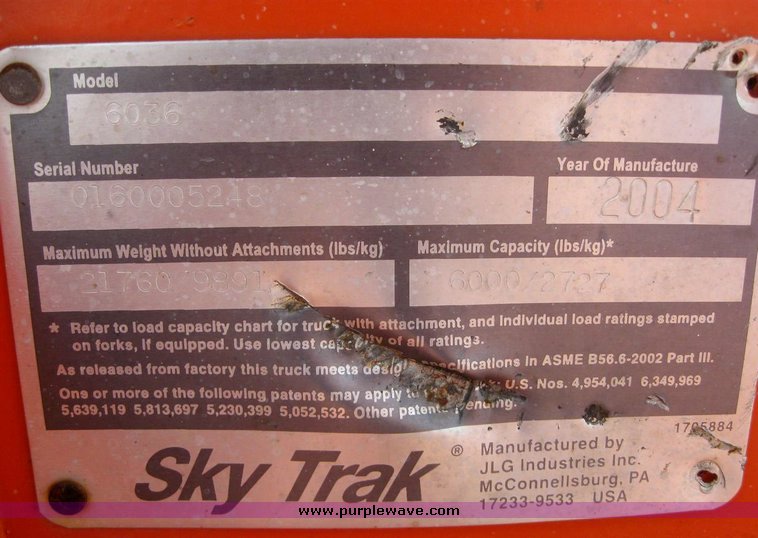 Model
6036
Serial Number
Year Of Manufacture
0160005248
2004
Maximum Weight Without Attachments (lbs/kg)
Maximum Capacity (lbs/kg)*
21760 9891
6000/2727
* Refer to load capacity chart for truck with attachment, and individual load ratings stamped
on forks, if equipped. Use lowest capacity of all ratings.
As released from factory this truck meets design specifications in ASME B56.6-2002 Part III.
One or more of the following patents may apply to U.S. Nos. 4,954,041 6,349,969
5,639,119 5,813,697 5,230,399 5,052,532. Other patents pending.
1705884
Sky Trak ®
Manufactured by
JLG Industries Inc.
McConnellsburg, PA
17233-9533 USA
www.purplewave.com